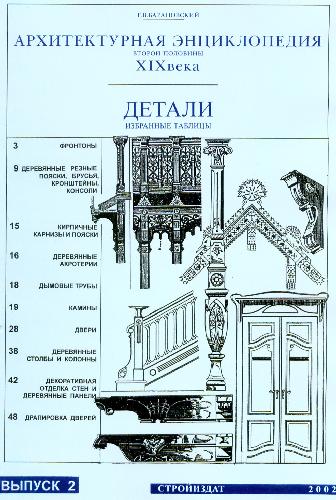 Г.В.БАРАНОВСКИЙ
АРХИТЕКТУРНАЯ ЭНЦИКЛОПЕДИЯ
ВТОРОЙ ПОЛОВИНЫ
XIXвека
ДЕТАЛИ
ИЗБРАННЫЕ ТАБЛИЦЫ
3 ФРОНТОНЫ
9 ДЕРЕВЯННЫЕ РЕЗНЫЕ
ПОЯСКИ, БРУСЬЯ,
КРОНШТЕЙНЫ,
КОНСОЛИ
15 КИРПИЧНЫЕ
КАРНИЗЫ И ПОЯСКИ
16 ДЕРЕВЯННЫЕ
АКРОТЕРИИ
18 ДЫМОВЫЕ ТРУБЫ
19 КАМИНЫ
28 ДВЕРИ
38 ДЕРЕВЯННЫЕ
СТОЛБЫ И КОЛОННЫ
42 ДЕКОРАТИВНАЯ
ОТДЕЛКА СТЕН И
ДЕРЕВЯННЫЕ ПАНЕЛИ
48 ДРАПИРОВКА ДВЕРЕЙ
ВЫПУСК 2
СТРОЙИЗДАТ
2002